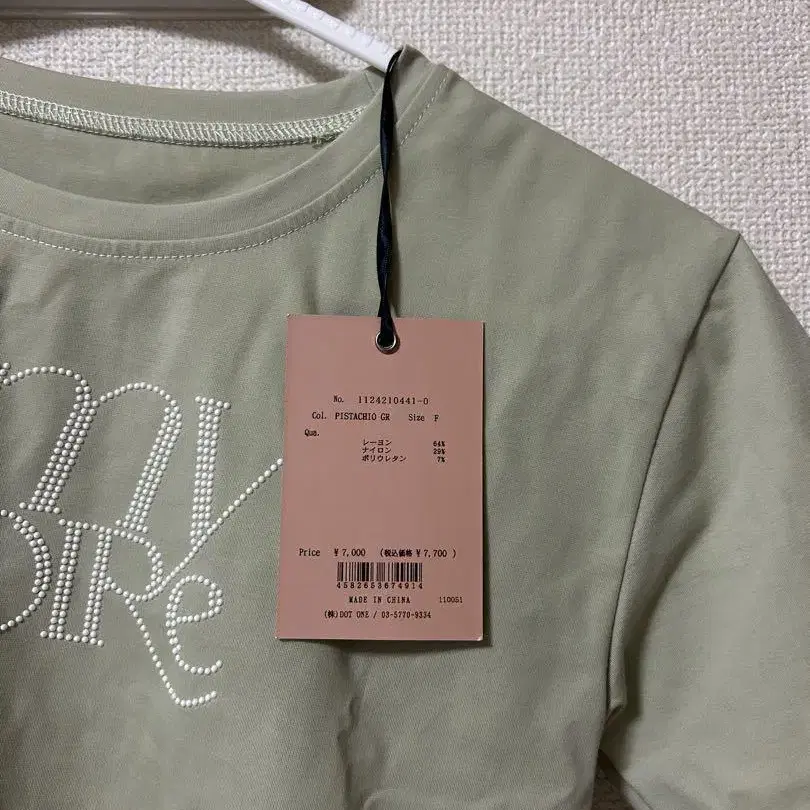 No. 1124210441-0
Col. PISTACHIO GR Size F
Qua.
レーヨン 64%
ナイロン 29%
ポリウレタン 7%
Price ¥7,000 (税込価格¥7,700)
4582653674914
MADE IN CHINA 110051
(株)DOT ONE / 03-5770-9334